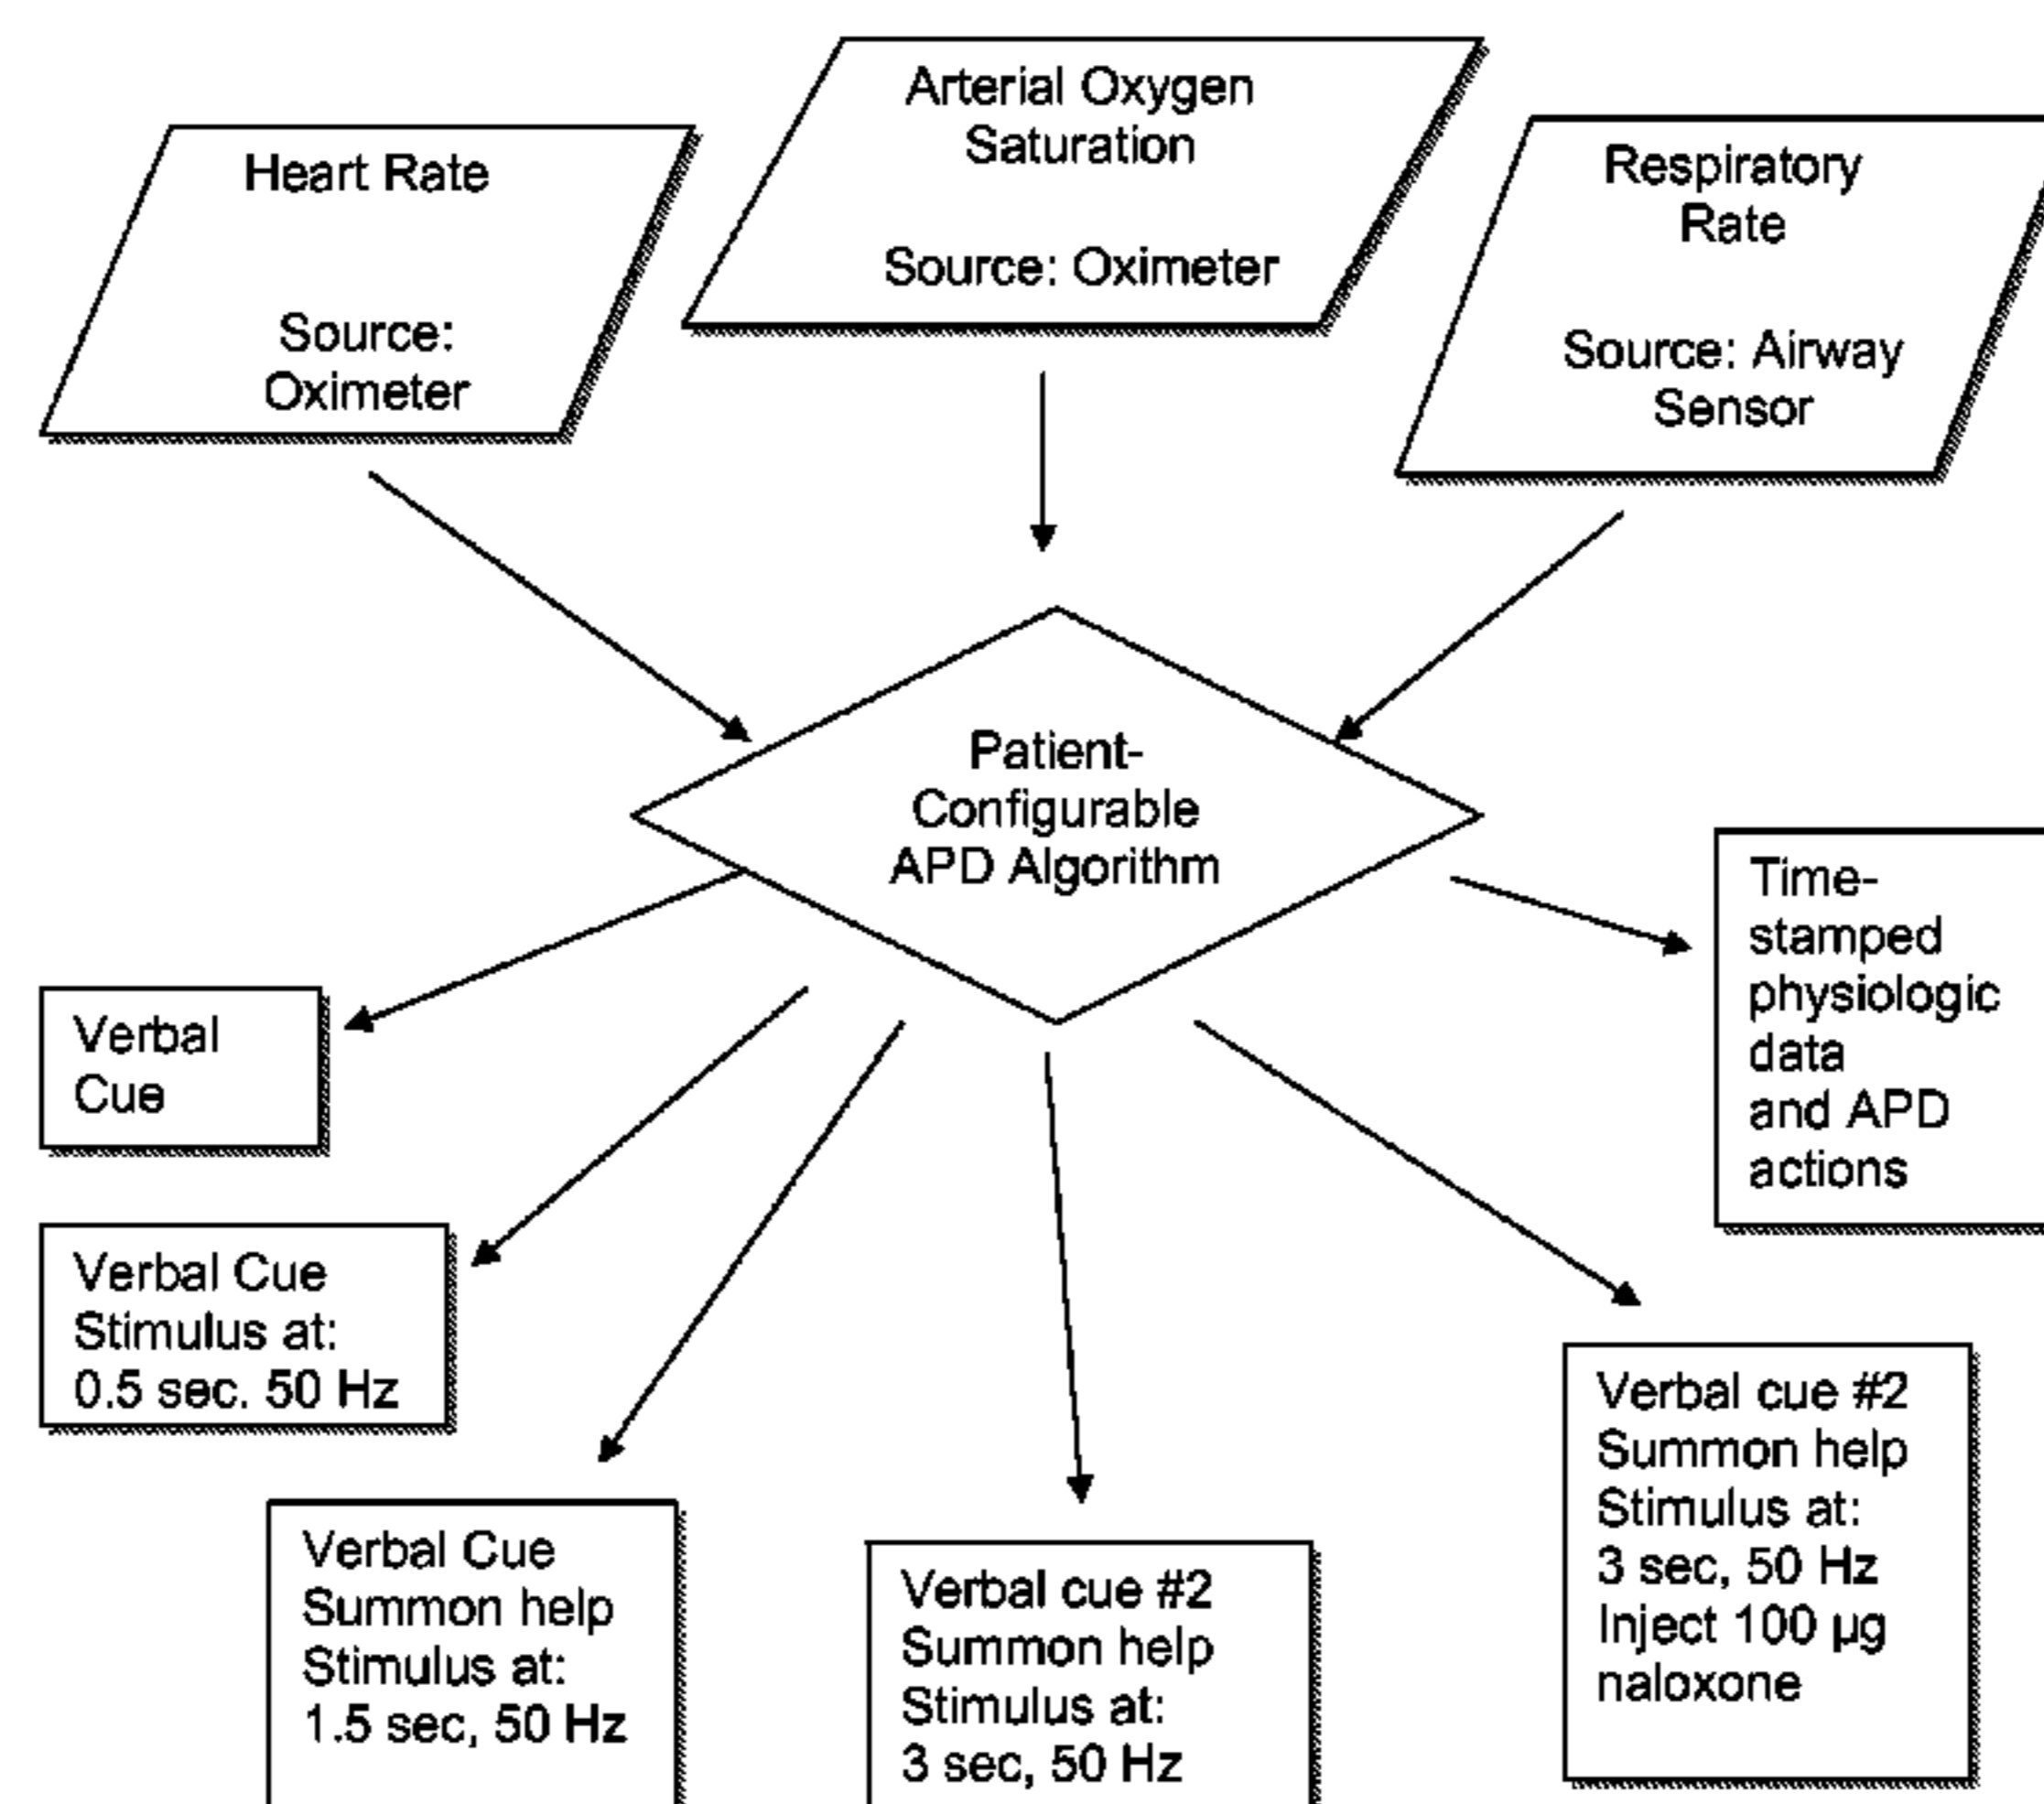 Heart Rate
Source:
Oximeter
Arterial Oxygen
Saturation
Source: Oximeter
Respiratory
Rate
Source: Airway
Sensor
Patient-
Configurable
APD Algorithm
Verbal
Cue
Verbal Cue
Stimulus at:
0.5 sec. 50 Hz
Verbal Cue
Summon help
Stimulus at:
1.5 sec, 50 Hz
Verbal cue #2
Summon help
Stimulus at:
3 sec, 50 Hz
Verbal cue #2
Summon help
Stimulus at:
3 sec, 50 Hz
Inject 100 µg
naloxone
Time-
stamped
physiologic
data
and APD
actions